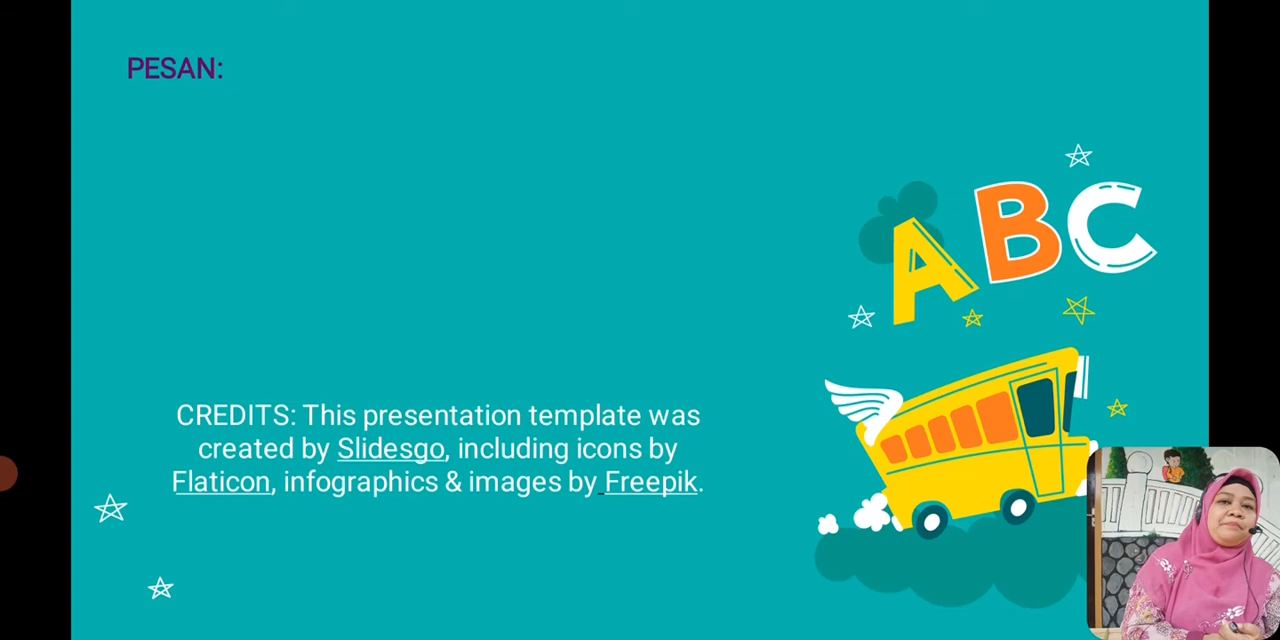 PESAN:
ABC
CREDITS: This presentation template was
created by Slidesgo, including icons by
Flaticon, infographics & images by Freepik.